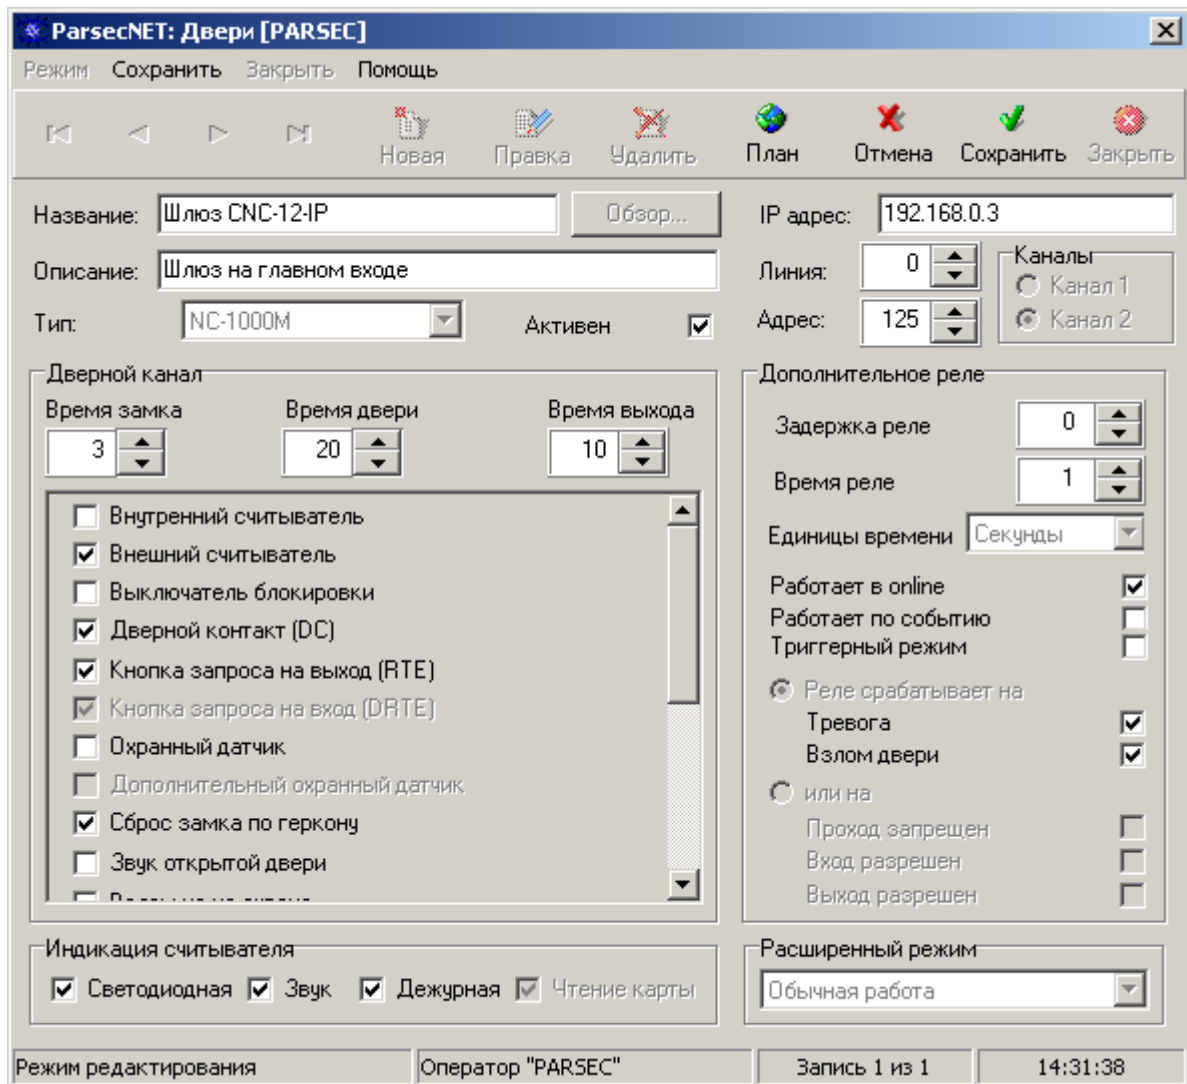 ParsecNET: Двери [PARSEC]
Режим Сохранить Закрыть Помощь
Новая Правка Удалить План Отмена Сохранить Закрыть
Название: Шлюз CNC-12-IP Обзор... IP адрес: 192.168.0.3
Описание: Шлюз на главном входе Линия: 0 Каналы
Канал 1
Тип: NC-1000M Активен Адрес: 125 Канал 2
Дверной канал
Время замка Время двери Время выхода
3 20 10
Внутренний считыватель
Внешний считыватель
Выключатель блокировки
Дверной контакт (DC)
Кнопка запроса на выход (RTE)
Кнопка запроса на вход (DRTE)
Охранный датчик
Дополнительный охранный датчик
Сброс замка по геркону
Звук открытой двери
Дополнительное реле
Задержка реле 0
Время реле 1
Единицы времени Секунды
Работает в online
Работает по событию
Триггерный режим
Реле срабатывает на
Тревога
Взлом двери
или на
Проход запрещен
Вход разрешен
Выход разрешен
Индикация считывателя
Светодиодная Звук Дежурная Чтение карты
Расширенный режим
Обычная работа
Режим редактирования Оператор "PARSEC" Запись 1 из 1 14:31:38